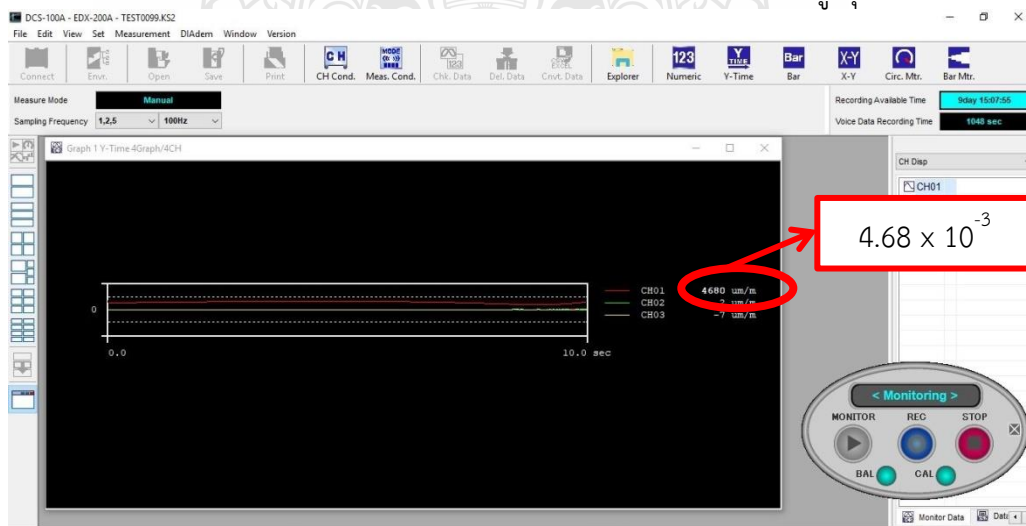 DCS-100A - EDX-200A - TEST0099.KS2
File Edit View Set Measurement DIAdem Window Version
Connect Envr. Open Save Print CH Cond. Meas. Cond. Chk. Data Del. Data Cnvt. Data Explorer Numeric Y-Time Bar X-Y Circ. Mtr. Bar Mtr.
Measure Mode Manual
Recording Available Time 9day 15:07:55
Sampling Frequency 1,2,5 100Hz
Voice Data Recording Time 1048 sec
Graph 1 Y-Time 4Graph/4CH
CH Disp
CH01
4.68 x 10⁻³
CH01 4680 um/m
0
CH02 2 um/m
CH03 -7 um/m
0.0 10.0 sec
< Monitoring >
MONITOR REC STOP
BAL CAL
Monitor Data